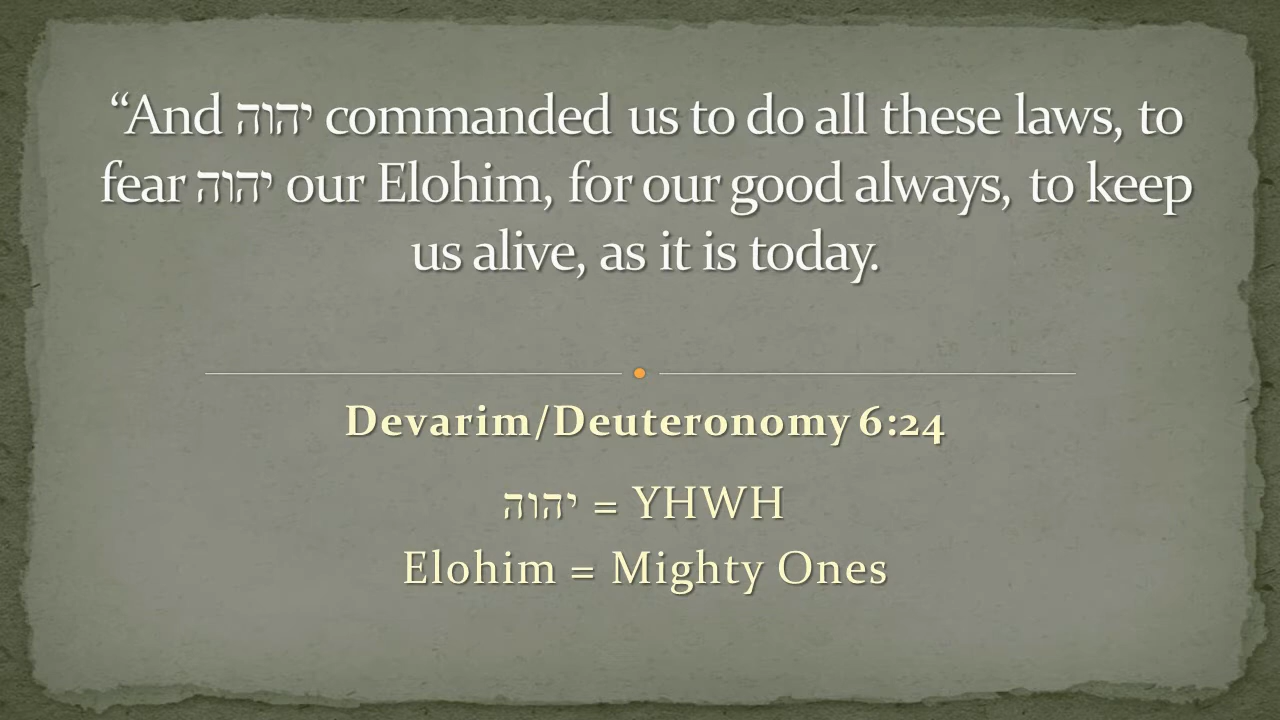 “And יהוה commanded us to do all these laws, to
fear יהוה our Elohim, for our good always, to keep
us alive, as it is today.
Devarim/Deuteronomy 6:24
יהוה = YHWH
Elohim = Mighty Ones